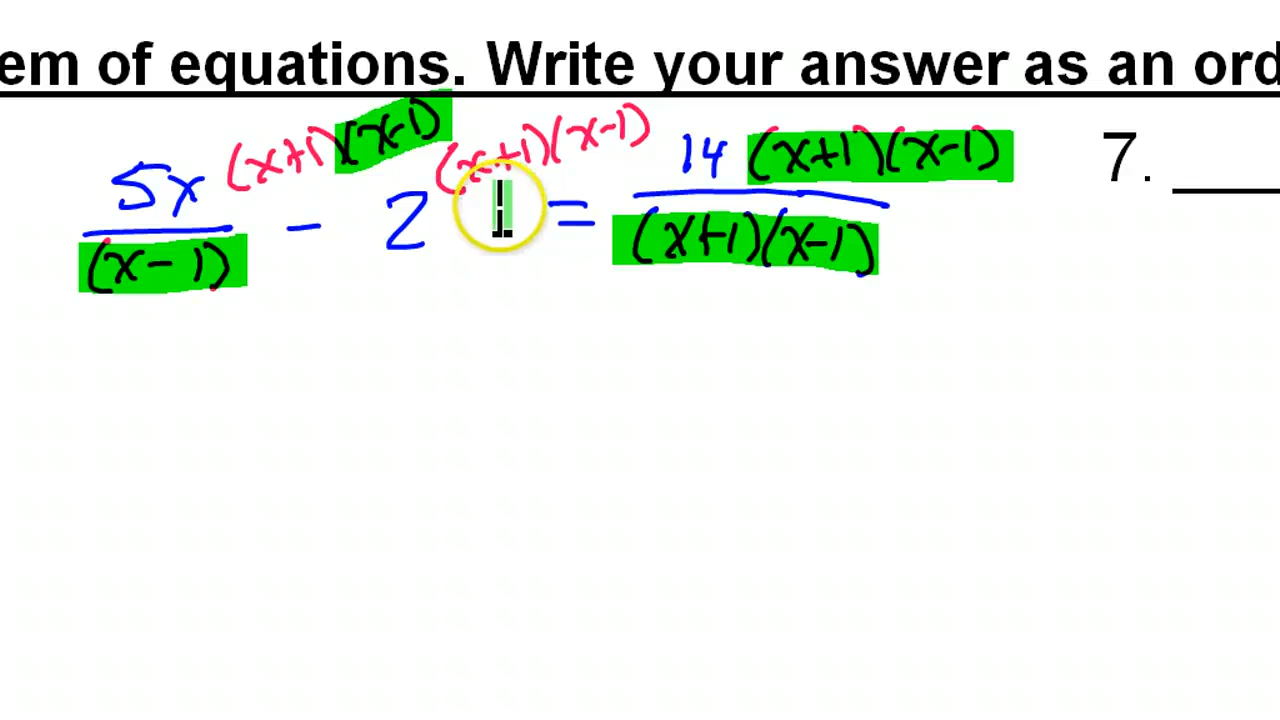 em of equations. Write your answer as an ord
(x+1)(x-1) (x+1)(x-1) 14 (x+1)(x-1) 7. ____
5x - 2 =
(x-1) (x+1)(x-1)